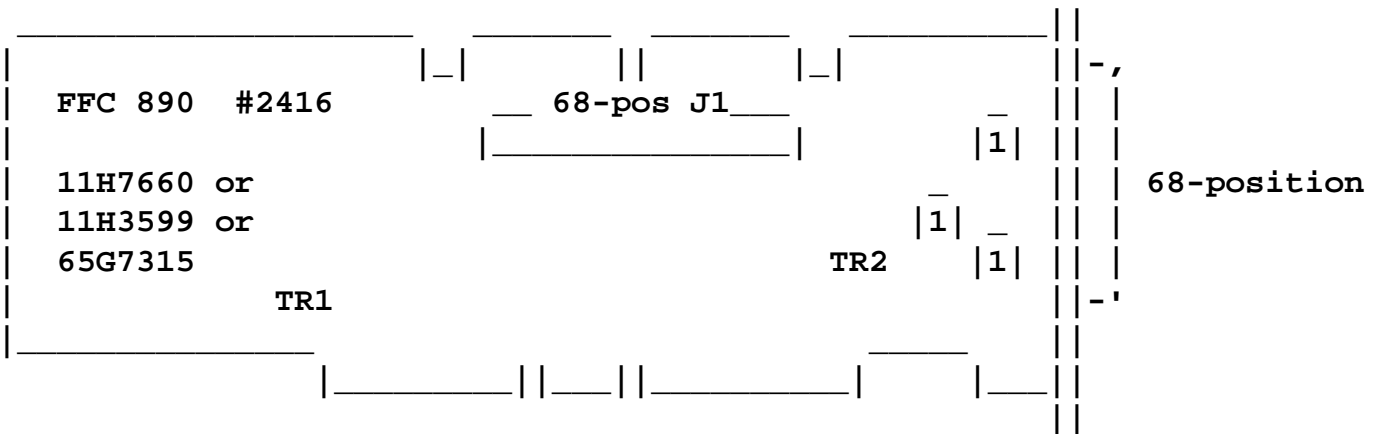 FFC 890 #2416
68-pos J1
1
11H7660 or
68-position
11H3599 or
1
65G7315
TR2
1
TR1